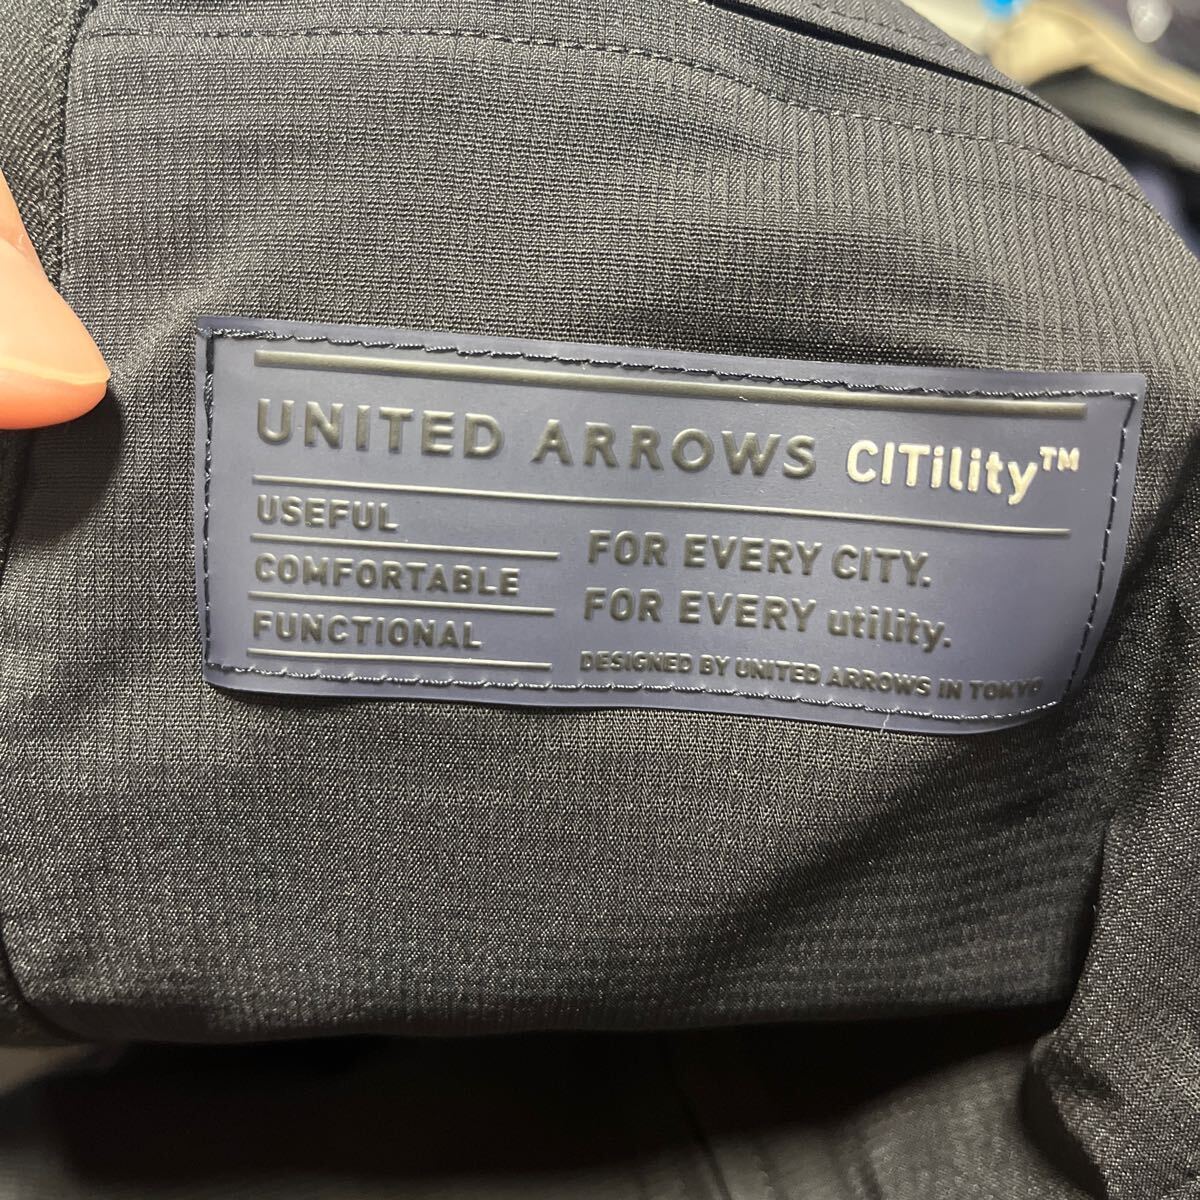 UNITED ARROWS CITility™
USEFUL
COMFORTABLE
FUNCTIONAL
FOR EVERY CITY.
FOR EVERY utility.
DESIGNED BY UNITED ARROWS IN TOKYO